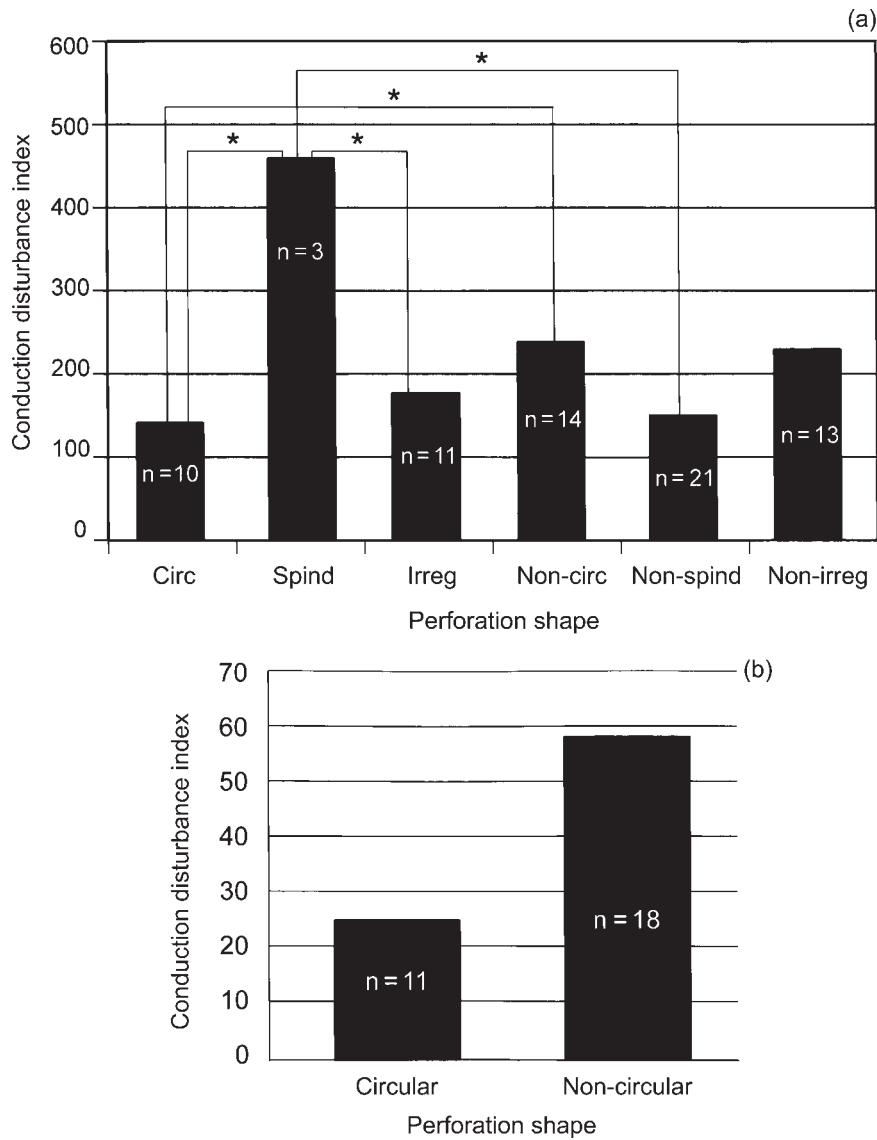 (a)
Conduction disturbance index
600
500
400
300
200
100
0
*
*
*
*
n = 10
n = 3
n = 11
n = 14
n = 21
n = 13
Circ
Spind
Irreg
Non-circ
Non-spind
Non-irreg
Perforation shape
(b)
Conduction disturbance index
70
60
50
40
30
20
10
0
n = 11
n = 18
Circular
Non-circular
Perforation shape